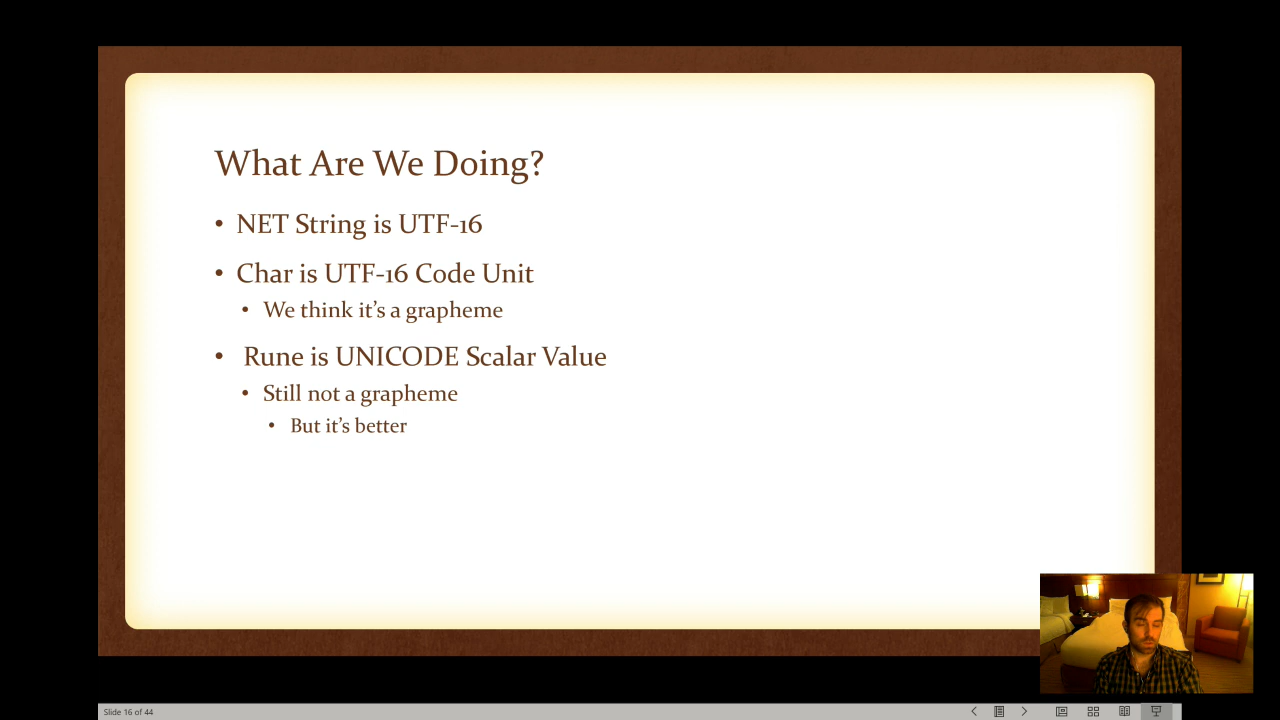 What Are We Doing?
• NET String is UTF-16
• Char is UTF-16 Code Unit
• We think it's a grapheme
• Rune is UNICODE Scalar Value
• Still not a grapheme
• But it's better
Slide 16 of 44